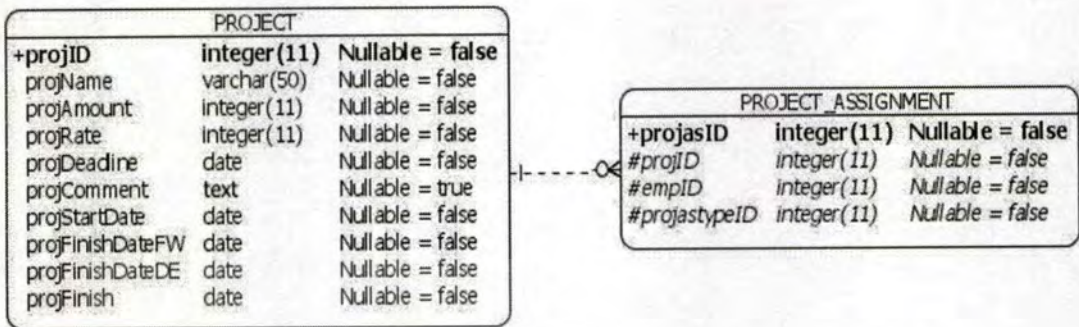 PROJECT
+projID integer(11) Nullable = false
projName varchar(50) Nullable = false
projAmount integer(11) Nullable = false
projRate integer(11) Nullable = false
projDeadline date Nullable = false
projComment text Nullable = true
projStartDate date Nullable = false
projFinishDateFW date Nullable = false
projFinishDateDE date Nullable = false
projFinish date Nullable = false
PROJECT_ASSIGNMENT
+projasID integer(11) Nullable = false
#projID integer(11) Nullable = false
#empID integer(11) Nullable = false
#projastypeID integer(11) Nullable = false